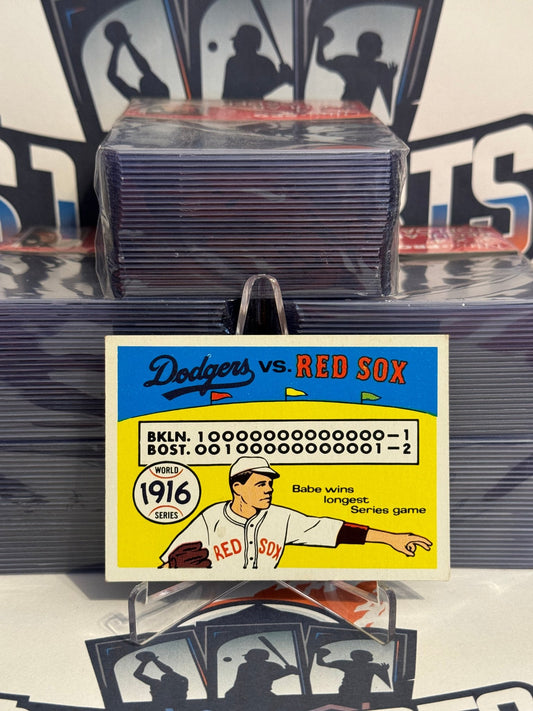 Dodgers VS. RED SOX
BKLN. 10000000000000–1
BOST. 00100000000001–2
WORLD
1916
SERIES
Babe wins
longest
Series game
RED SOX